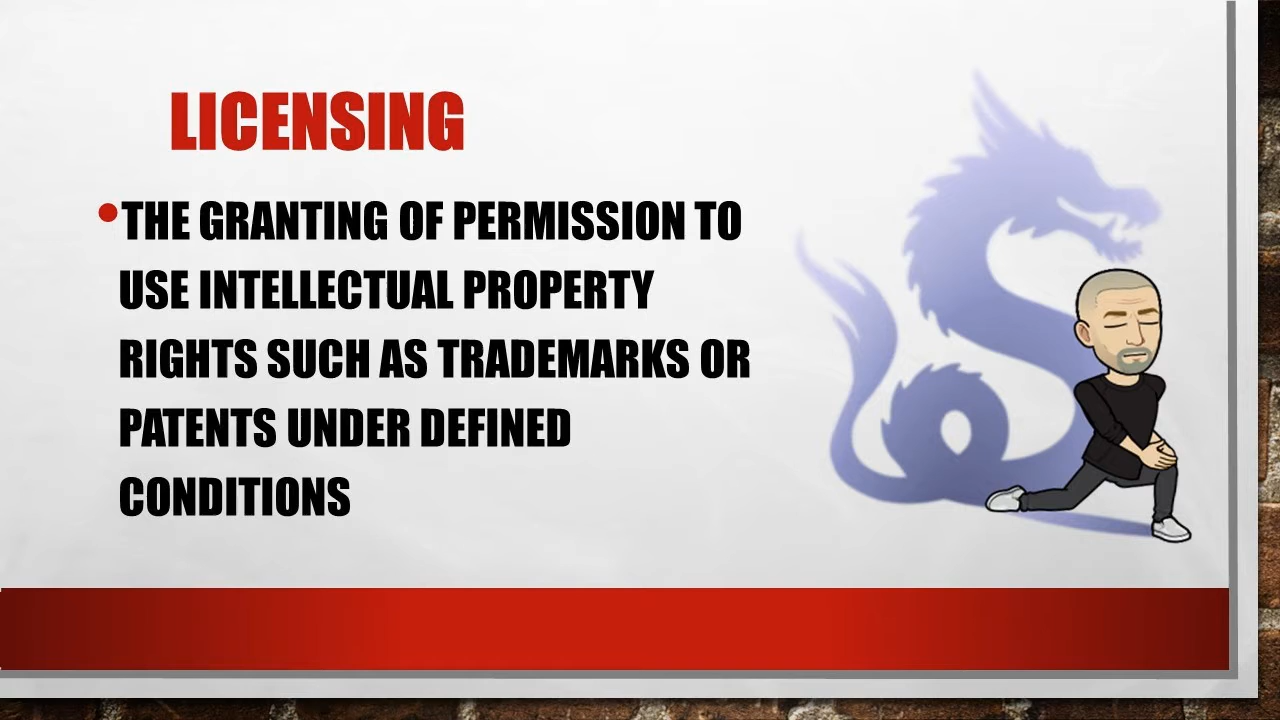 LICENSING
•THE GRANTING OF PERMISSION TO
USE INTELLECTUAL PROPERTY
RIGHTS SUCH AS TRADEMARKS OR
PATENTS UNDER DEFINED
CONDITIONS